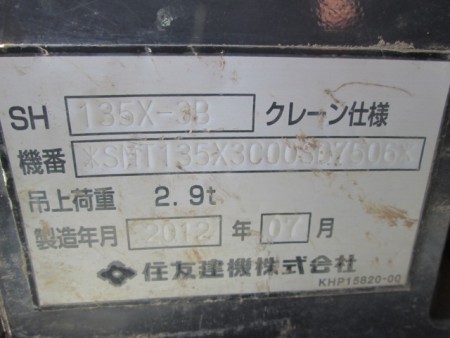 SH 135X-3B クレーン仕様
機番 *SMT135X3C003BY506*
吊上荷重 2.9t
製造年月 2012 年 07 月
住友建機株式会社
KHP15820-00